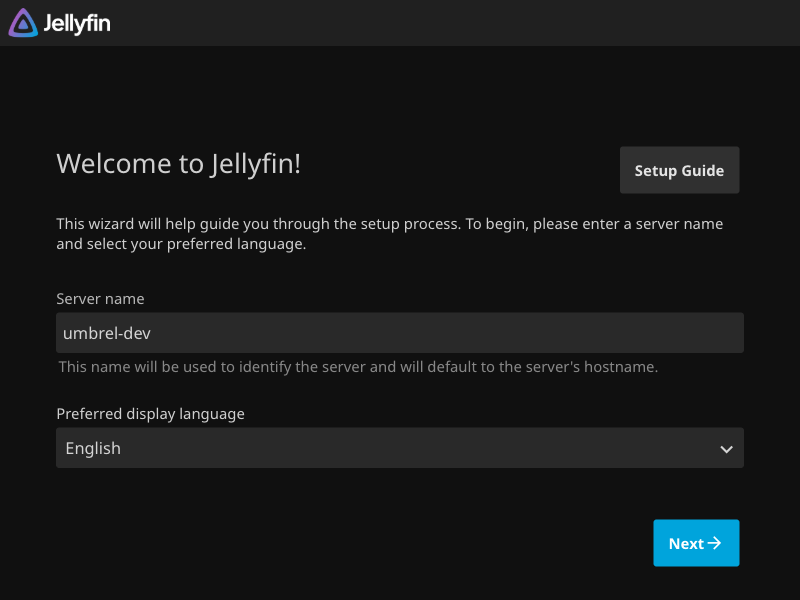 Jellyfin
Welcome to Jellyfin!
Setup Guide
This wizard will help guide you through the setup process. To begin, please enter a server name
and select your preferred language.
Server name
umbrel-dev
This name will be used to identify the server and will default to the server's hostname.
Preferred display language
English
Next